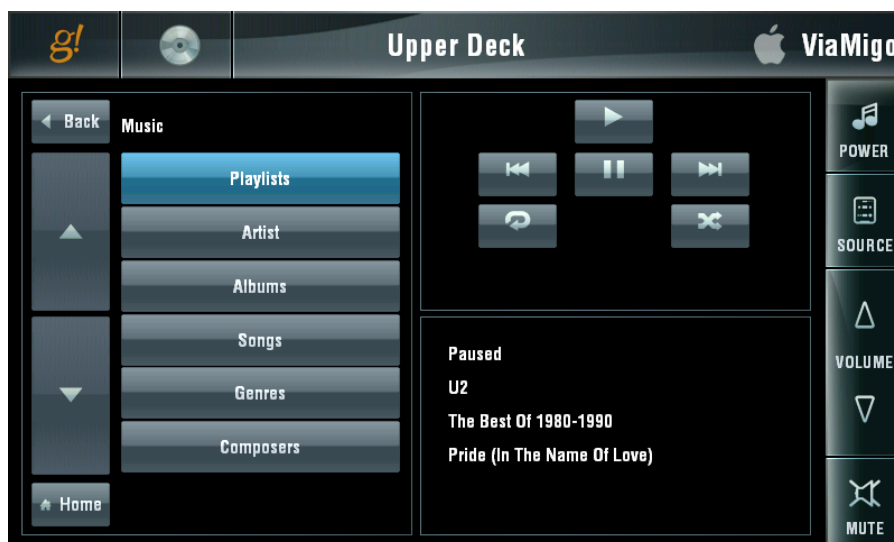 g!
Upper Deck
ViaMigo
Back
Music
Playlists
Artist
Albums
Songs
Genres
Composers
Home
Paused
U2
The Best Of 1980-1990
Pride (In The Name Of Love)
POWER
SOURCE
VOLUME
MUTE